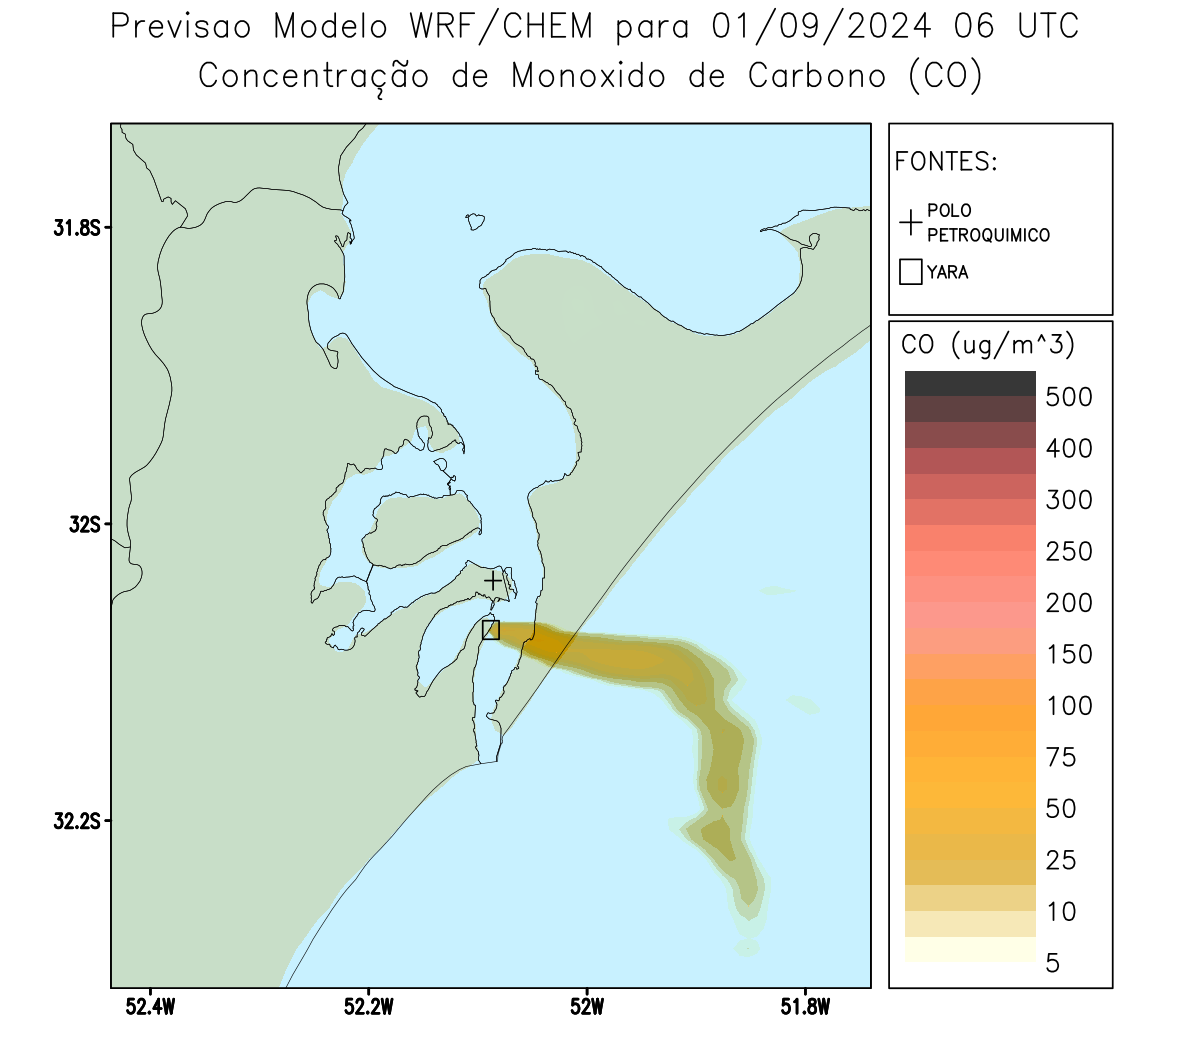 Previsao Modelo WRF/CHEM para 01/09/2024 06 UTC
Concentração de Monoxido de Carbono (CO)
FONTES:
POLO
PETROQUIMICO
YARA
CO (ug/m^3)
500
400
300
250
200
150
100
75
50
25
10
5
31.8S
32S
32.2S
52.4W
52.2W
52W
51.8W